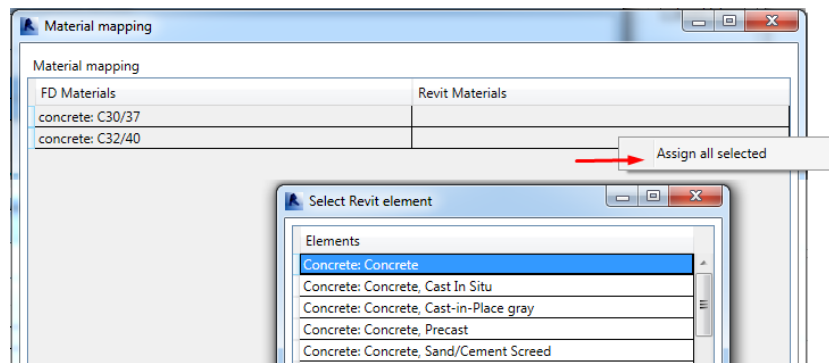 Material mapping
Material mapping
FD Materials Revit Materials
concrete: C30/37
concrete: C32/40
Assign all selected
Select Revit element
Elements
Concrete: Concrete
Concrete: Concrete, Cast In Situ
Concrete: Concrete, Cast-in-Place gray
Concrete: Concrete, Precast
Concrete: Concrete, Sand/Cement Screed